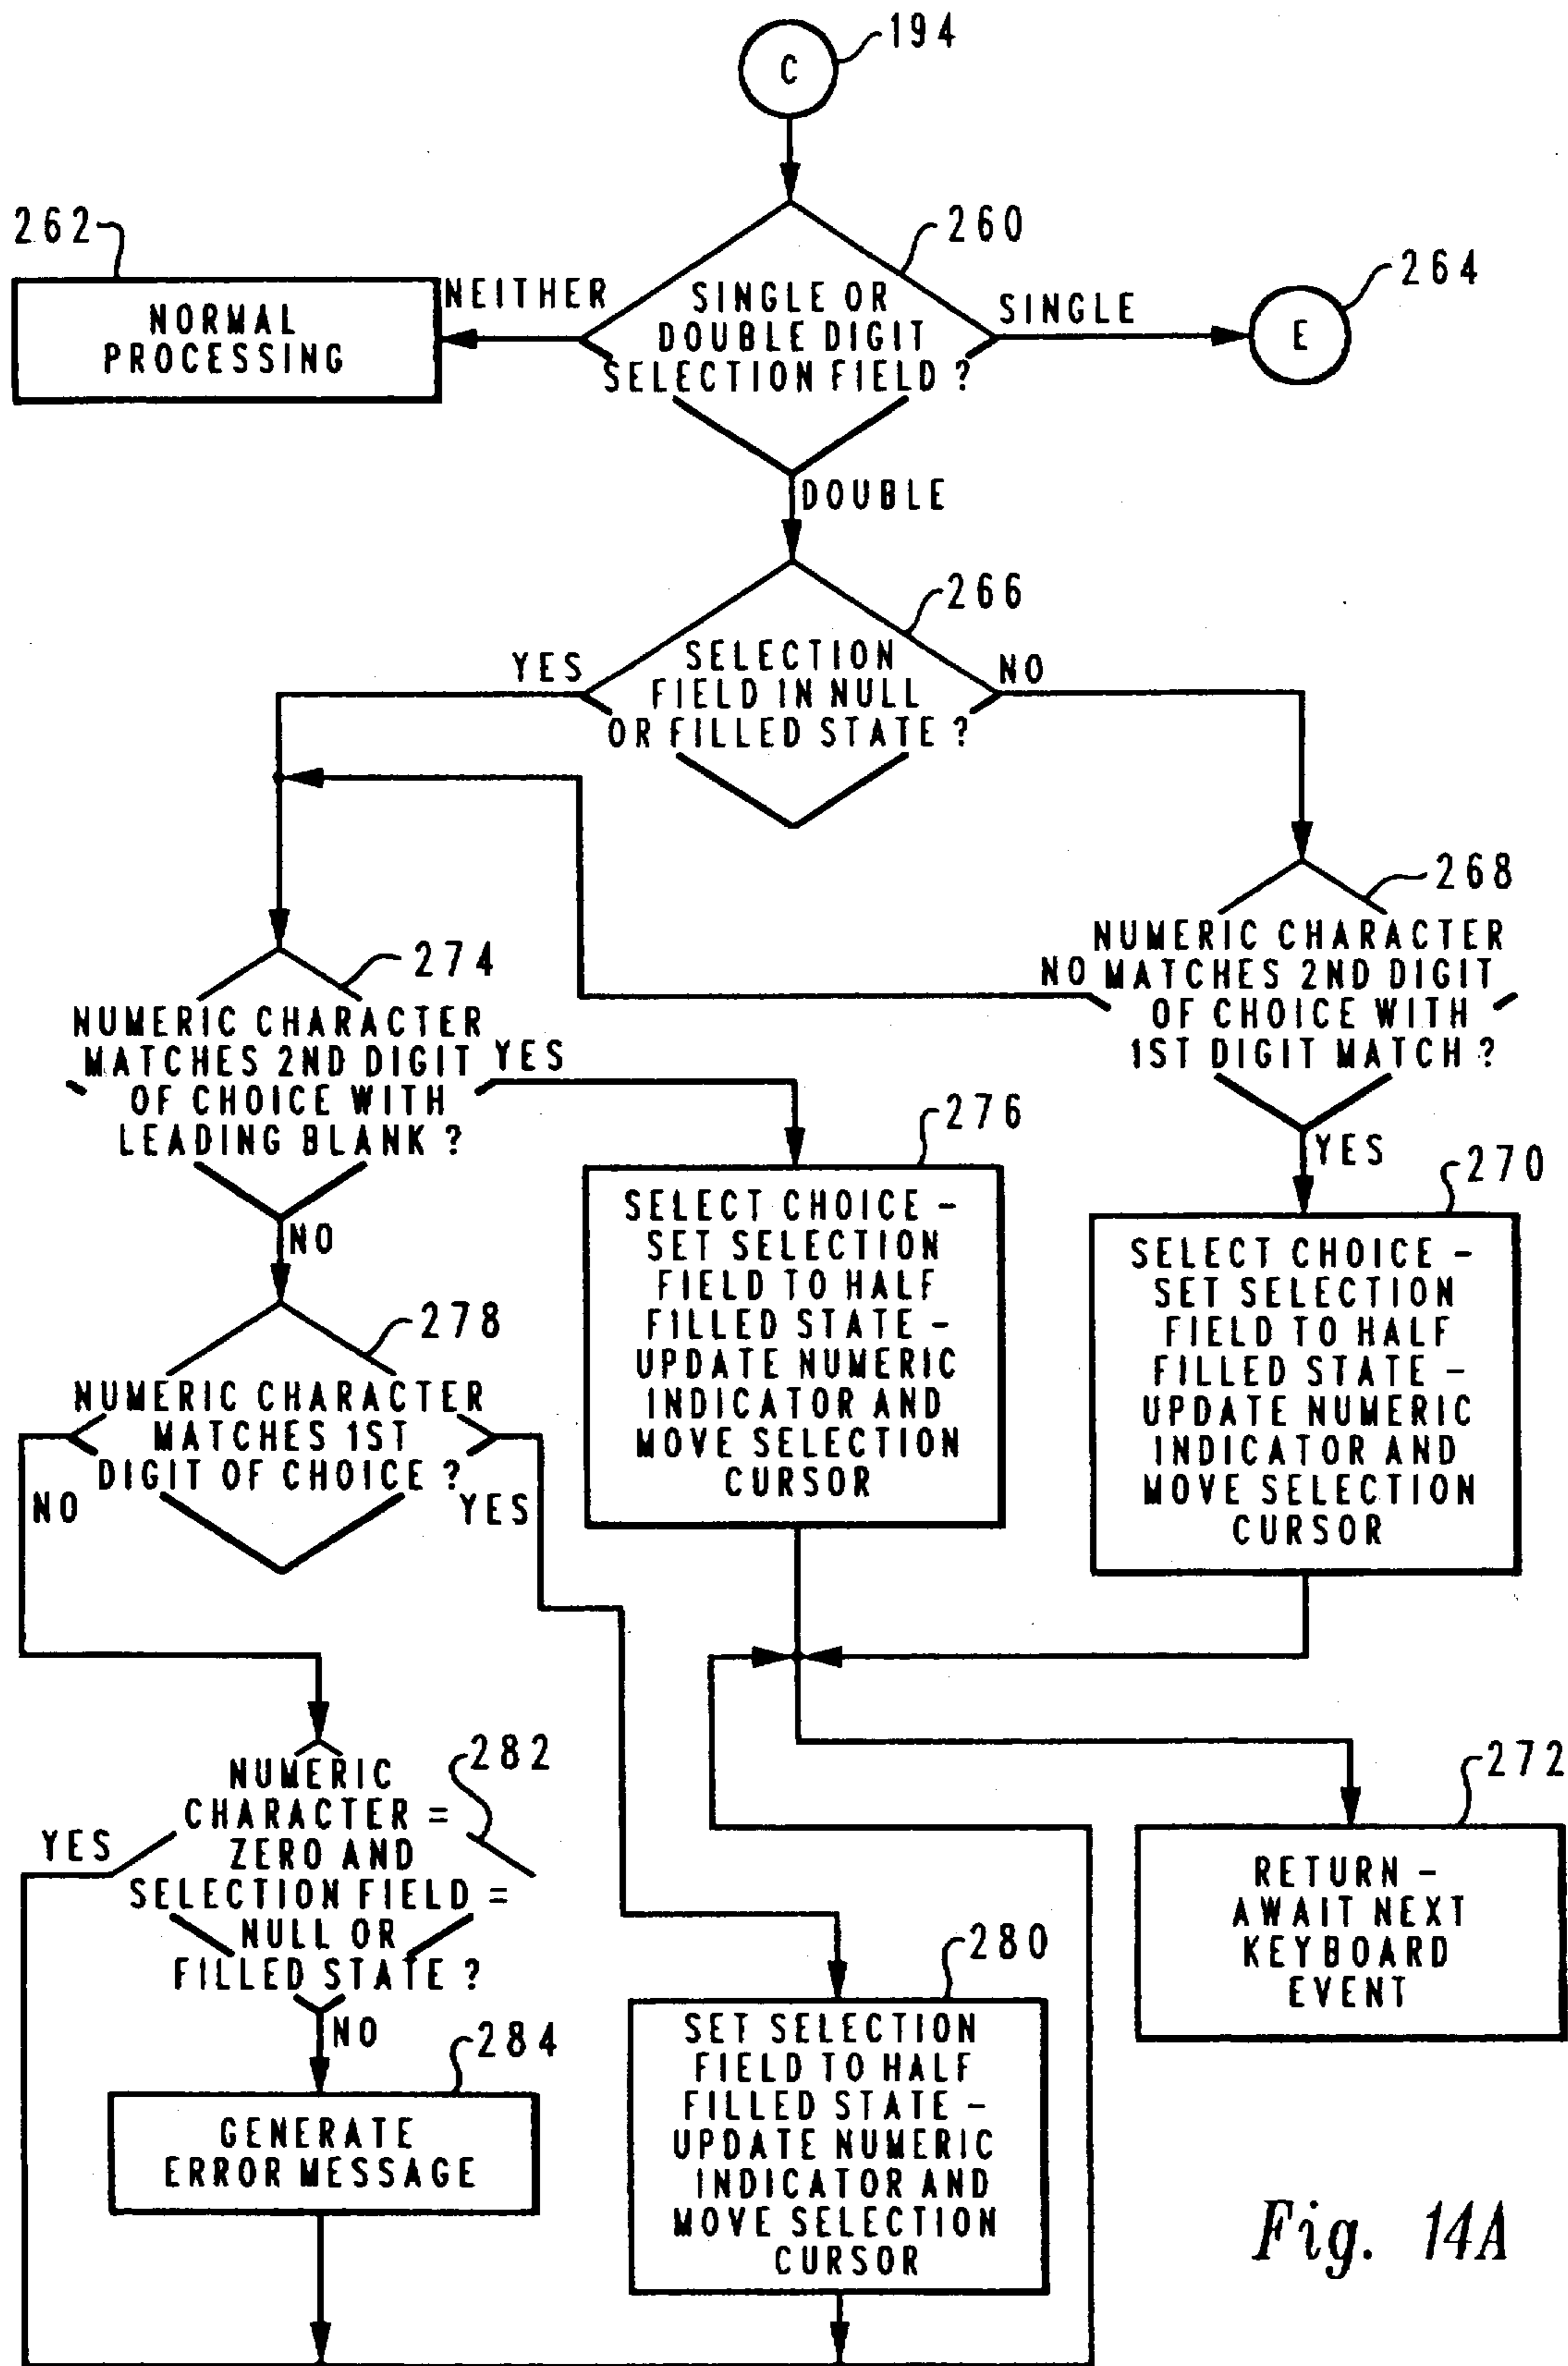 194
C
260
262
264
NEITHER
SINGLE
NORMAL
PROCESSING
SINGLE OR
DOUBLE DIGIT
SELECTION FIELD ?
E
DOUBLE
266
YES
NO
SELECTION
FIELD IN NULL
OR FILLED STATE ?
268
NUMERIC CHARACTER
MATCHES 2ND DIGIT
OF CHOICE WITH
1ST DIGIT MATCH ?
NO
YES
274
NUMERIC CHARACTER
MATCHES 2ND DIGIT
OF CHOICE WITH
LEADING BLANK ?
YES
NO
276
SELECT CHOICE –
SET SELECTION
FIELD TO HALF
FILLED STATE –
UPDATE NUMERIC
INDICATOR AND
MOVE SELECTION
CURSOR
270
SELECT CHOICE –
SET SELECTION
FIELD TO HALF
FILLED STATE –
UPDATE NUMERIC
INDICATOR AND
MOVE SELECTION
CURSOR
278
NUMERIC CHARACTER
MATCHES 1ST
DIGIT OF CHOICE ?
NO
YES
282
NUMERIC
CHARACTER =
ZERO AND
SELECTION FIELD =
NULL OR
FILLED STATE ?
YES
NO
272
RETURN –
AWAIT NEXT
KEYBOARD
EVENT
280
SET SELECTION
FIELD TO HALF
FILLED STATE –
UPDATE NUMERIC
INDICATOR AND
MOVE SELECTION
CURSOR
284
GENERATE
ERROR MESSAGE
Fig. 14A